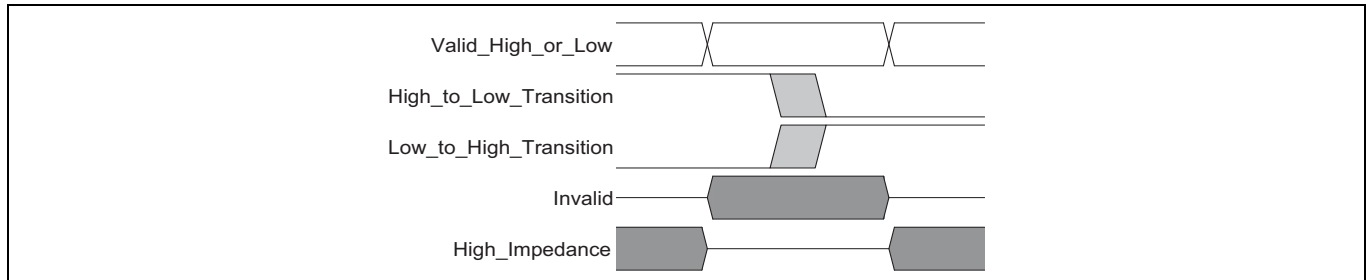 Valid_High_or_Low
High_to_Low_Transition
Low_to_High_Transition
Invalid
High_Impedance